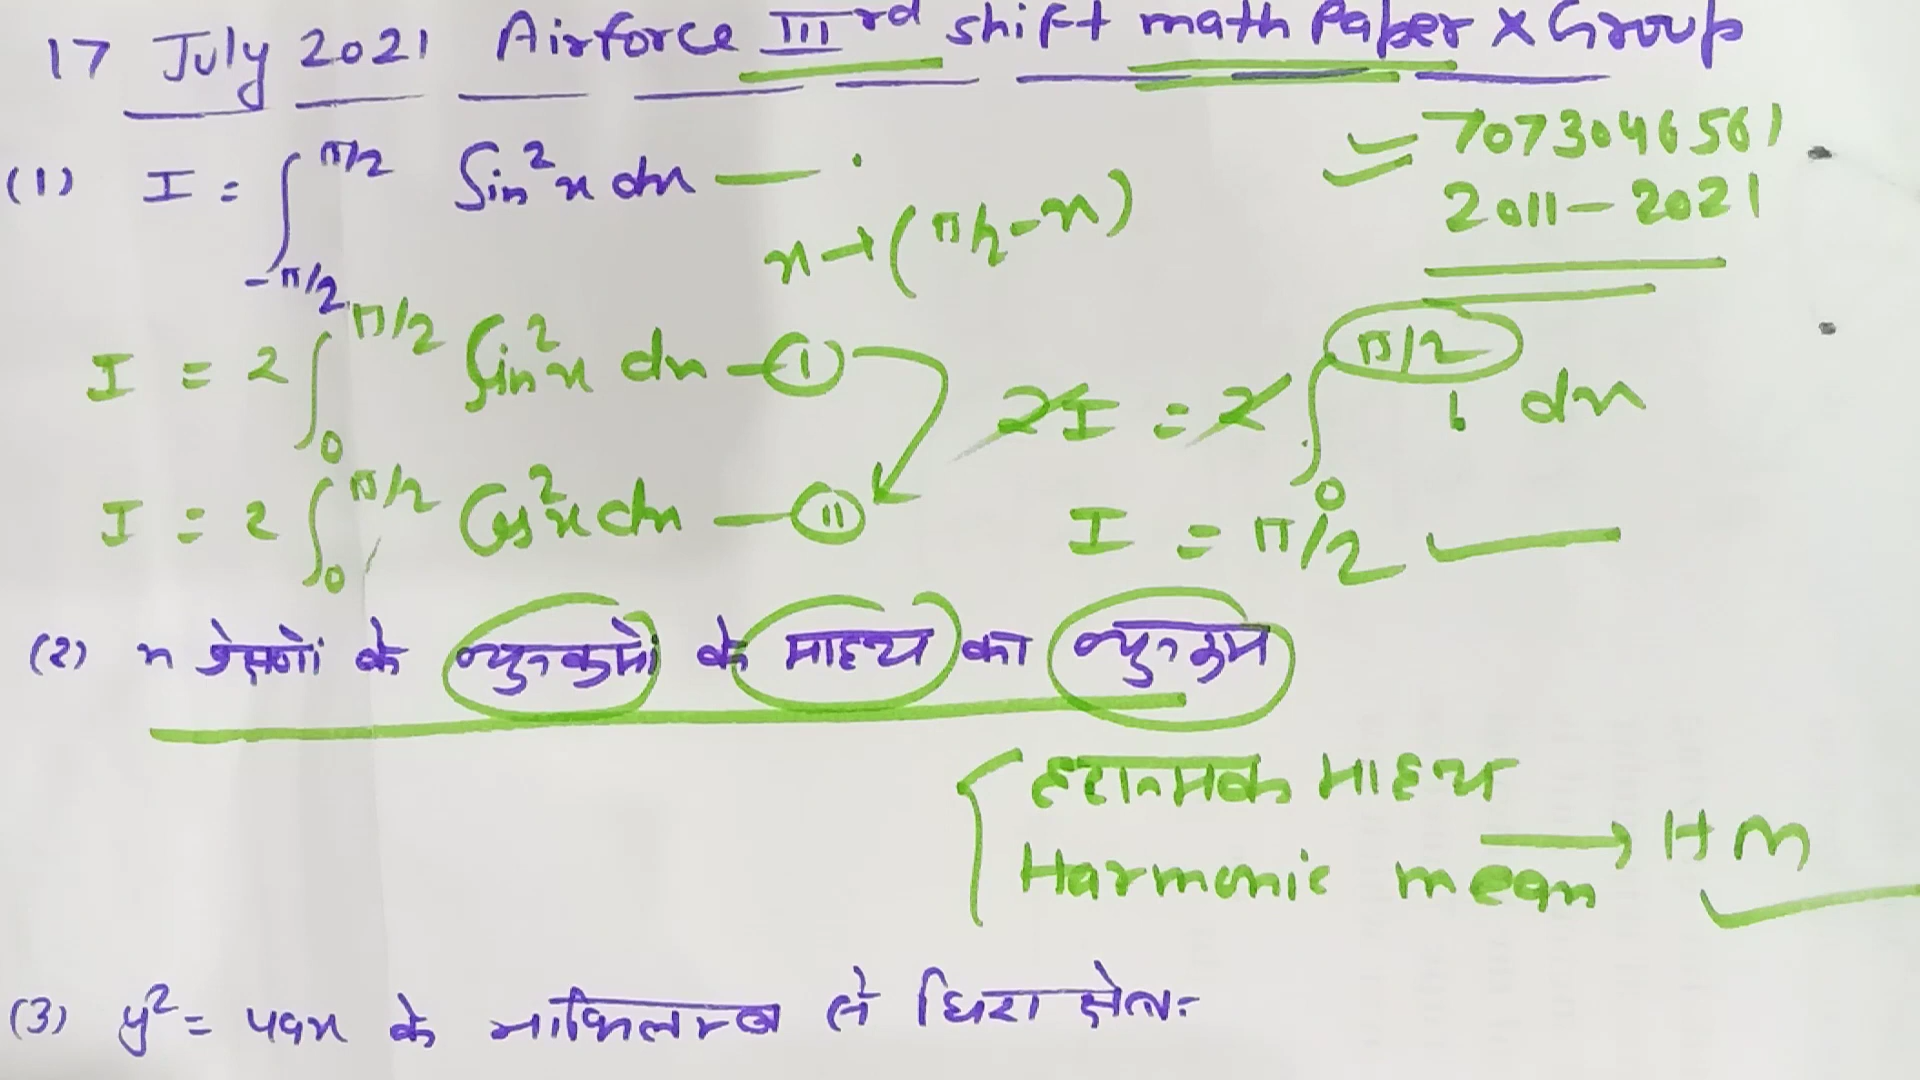 17 July 2021 Airforce IIIrd shift math Paper X Group
7073046561
2011-2021
(1) I = ∫_{-π/2}^{π/2} Sin²x dx
x → (π/2-x)
I = 2∫_0^{π/2} Sin²x dx - (I)
I = 2∫_0^{π/2} Cos²x dx - (II)
2I = 2∫_0^{π/2} 1 dx
I = π/2
(2) n प्रेक्षणों के व्युत्क्रमों के माध्य का व्युत्क्रम
हरात्मक माध्य
Harmonic mean → HM
(3) y² = 4ax के नाभिलम्ब से घिरा क्षेत्र: